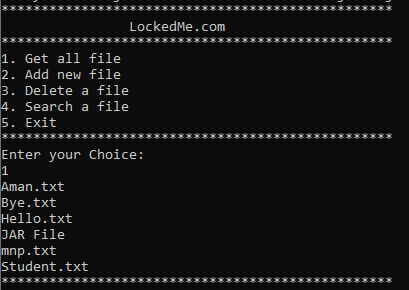 *************************************************
LockedMe.com
*************************************************
1. Get all file
2. Add new file
3. Delete a file
4. Search a file
5. Exit
*************************************************
Enter your Choice:
1
Aman.txt
Bye.txt
Hello.txt
JAR File
mnp.txt
Student.txt
*************************************************